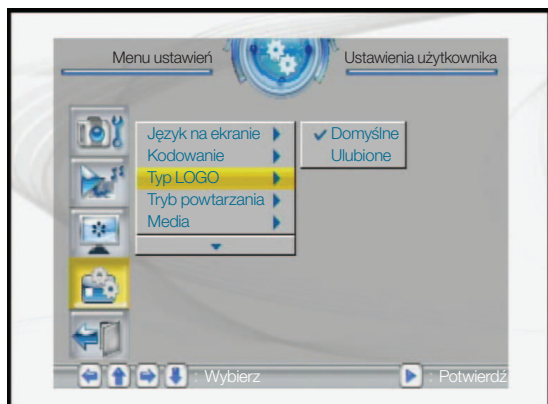 Menu ustawień
Ustawienia użytkownika
Język na ekranie
Kodowanie
Typ LOGO
Tryb powtarzania
Media
Domyślne
Ulubione
: Wybierz
: Potwierdź